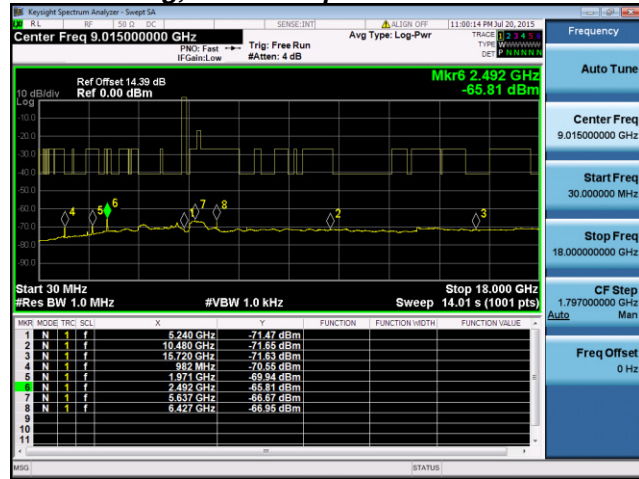 Keysight Spectrum Analyzer - Swept SA
RL RF 50 Ω DC SENSE:INT ALIGN OFF 11:00:14 PM Jul 20, 2015
Center Freq 9.015000000 GHz
PNO: Fast
IFGain:Low
Trig: Free Run
#Atten: 4 dB
Avg Type: Log-Pwr
TRACE 1 2 3 4 5 6
TYPE WWWWWW
DET P N N N N N
Mkr6 2.492 GHz
-65.81 dBm
Ref Offset 14.39 dB
10 dB/div Ref 0.00 dBm
Log
-10.0
-20.0
-30.0
-40.0
-50.0
-60.0
-70.0
-80.0
-90.0
4 5 6 1 7 8 2 3
Start 30 MHz Stop 18.000 GHz
#Res BW 1.0 MHz #VBW 1.0 kHz Sweep 14.01 s (1001 pts)
MKR MODE TRC SCL X Y FUNCTION FUNCTION WIDTH FUNCTION VALUE
1 N 1 f 5.240 GHz -71.47 dBm
2 N 1 f 10.480 GHz -71.65 dBm
3 N 1 f 15.720 GHz -71.63 dBm
4 N 1 f 982 MHz -70.55 dBm
5 N 1 f 1.971 GHz -69.94 dBm
6 N 1 f 2.492 GHz -65.81 dBm
7 N 1 f 5.637 GHz -66.67 dBm
8 N 1 f 6.427 GHz -66.95 dBm
9
10
11
MSG STATUS
Frequency
Auto Tune
Center Freq
9.015000000 GHz
Start Freq
30.000000 MHz
Stop Freq
18.000000000 GHz
CF Step
1.797000000 GHz
Auto Man
Freq Offset
0 Hz